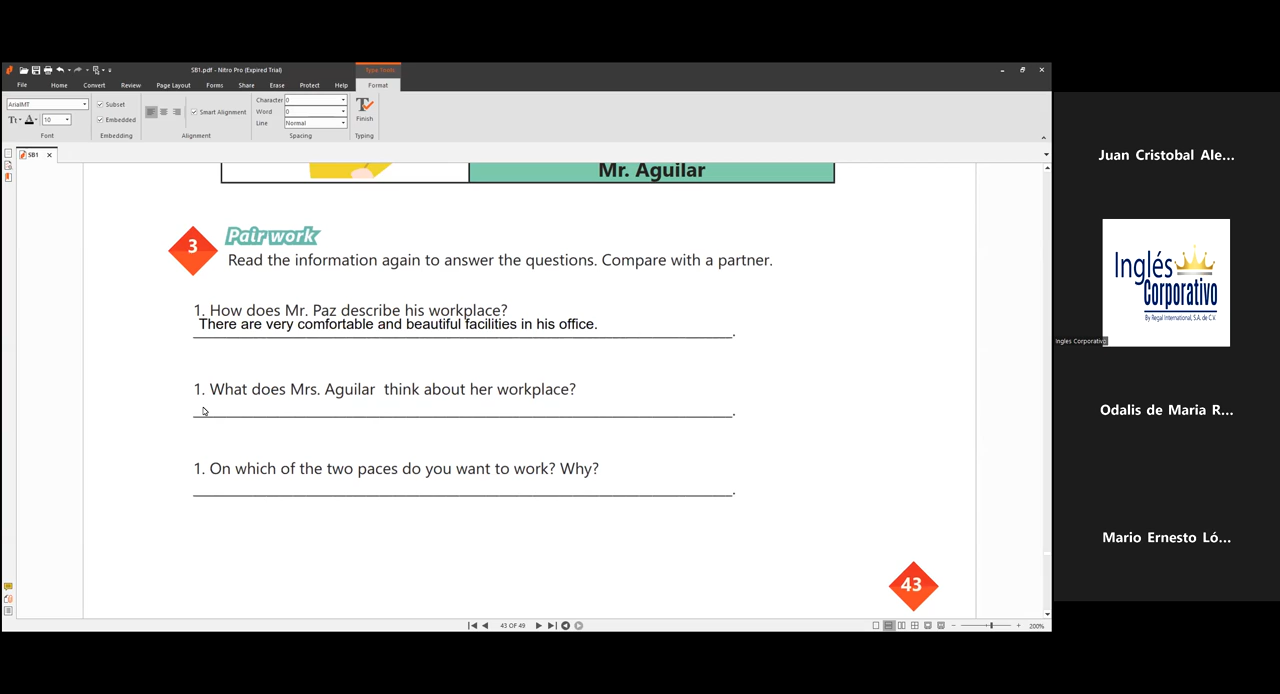 SB1.pdf - Nitro Pro (Expired Trial)
Type Tools
File Home Convert Review Page Layout Forms Share Erase Protect Help Format
ArialMT
Tt A 10
Font
Subset
Embedded
Embedding
Smart Alignment
Alignment
Character 0
Word 0
Line Normal
Spacing
Finish
Typing
SB1
Mr. Aguilar
3
Pair work
Read the information again to answer the questions. Compare with a partner.
1. How does Mr. Paz describe his workplace?
There are very comfortable and beautiful facilities in his office.
1. What does Mrs. Aguilar think about her workplace?
1. On which of the two paces do you want to work? Why?
43
43 OF 49
200%
Juan Cristobal Ale...
Inglés
Corporativo
By Regal International, S.A. de C.V.
Ingles Corporativo
Odalis de Maria R...
Mario Ernesto Ló...